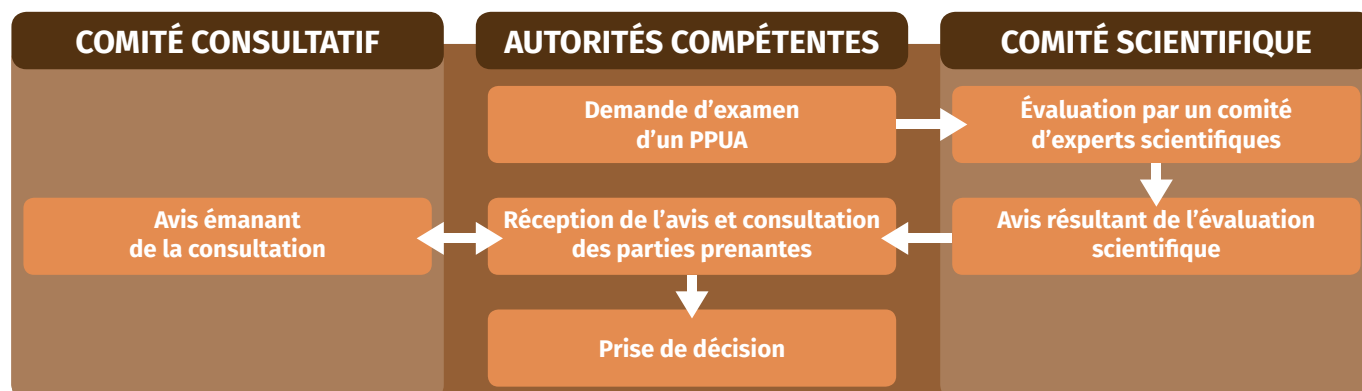 COMITÉ CONSULTATIF
AUTORITÉS COMPÉTENTES
COMITÉ SCIENTIFIQUE
Demande d’examen
d’un PPUA
Évaluation par un comité
d’experts scientifiques
Avis émanant
de la consultation
Réception de l’avis et consultation
des parties prenantes
Avis résultant de l’évaluation
scientifique
Prise de décision